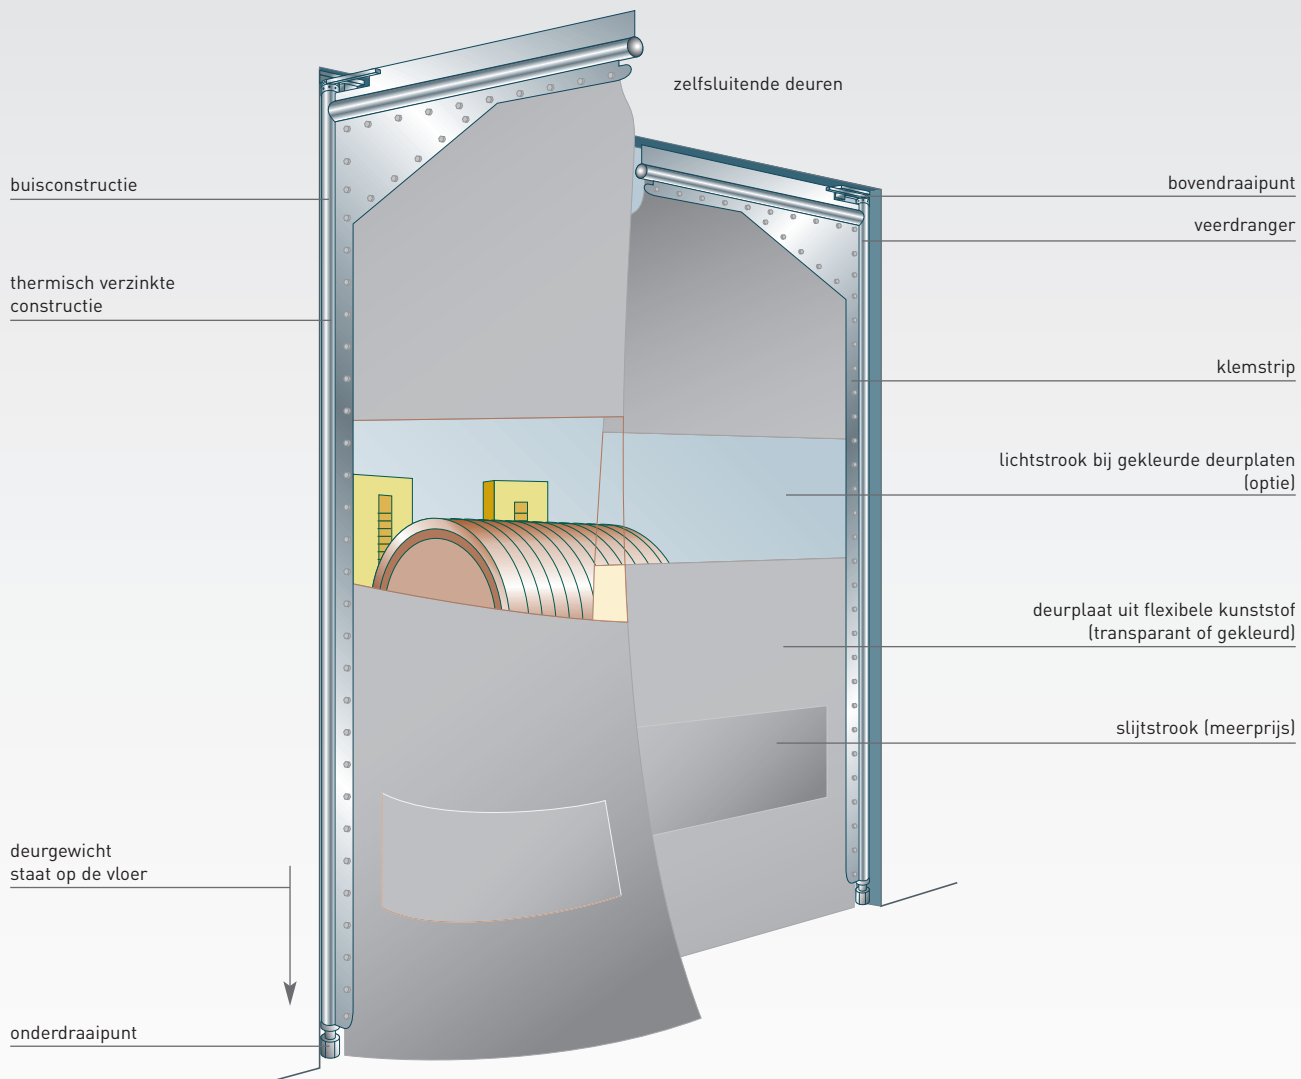 zelfsluitende deuren
buisconstructie
thermisch verzinkte
constructie
deurgewicht
staat op de vloer
onderdraaipunt
bovendraaipunt
veerdranger
klemstrip
lichtstrook bij gekleurde deurplaten
(optie)
deurplaat uit flexibele kunststof
(transparant of gekleurd)
slijtstrook (meerprijs)